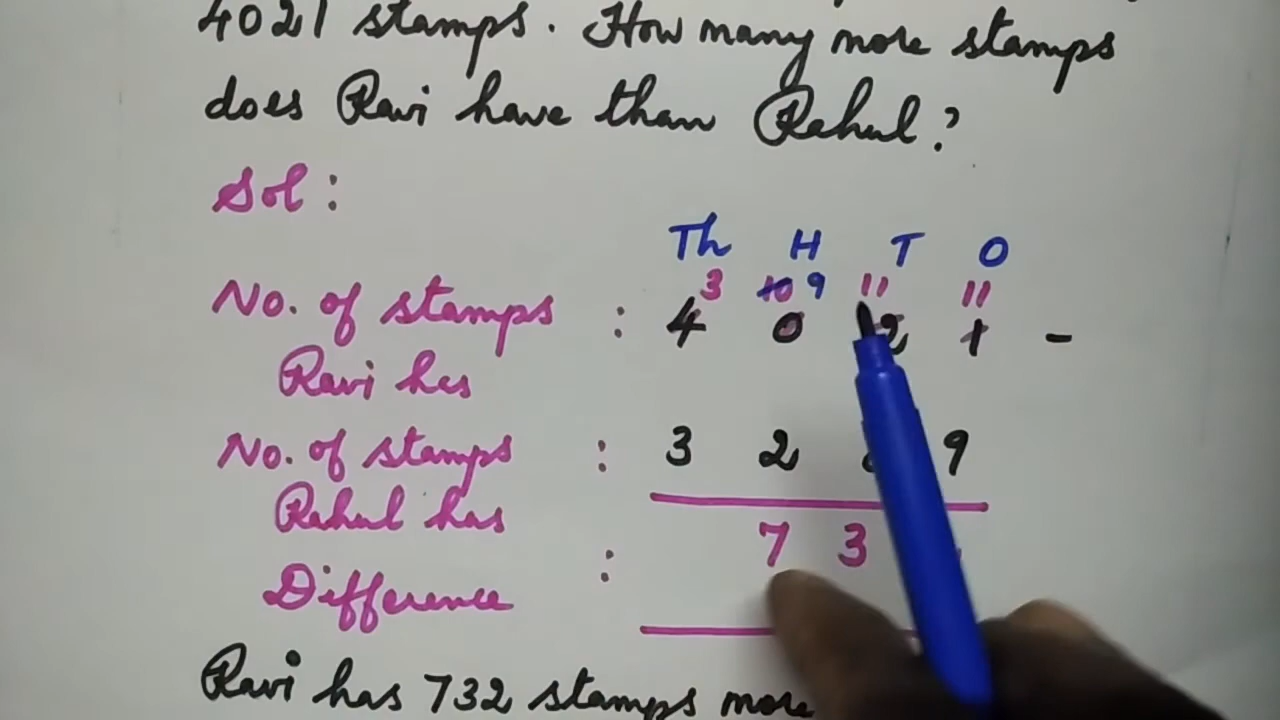 4021 stamps. How many more stamps
does Ravi have than Rahul?
Sol:
Th H T O
3 10 9 11 11
No. of stamps : 4 0 2 1 -
Ravi has
No. of stamps : 3 2 9
Rahul has
7 3
Difference :
Ravi has 732 stamps more